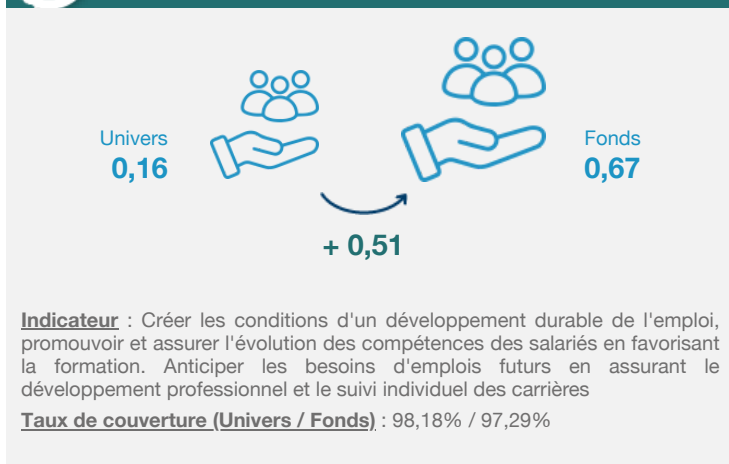 Univers
0,16
Fonds
0,67
+ 0,51
Indicateur : Créer les conditions d'un développement durable de l'emploi,
promouvoir et assurer l'évolution des compétences des salariés en favorisant
la formation. Anticiper les besoins d'emplois futurs en assurant le
développement professionnel et le suivi individuel des carrières
Taux de couverture (Univers / Fonds) : 98,18% / 97,29%